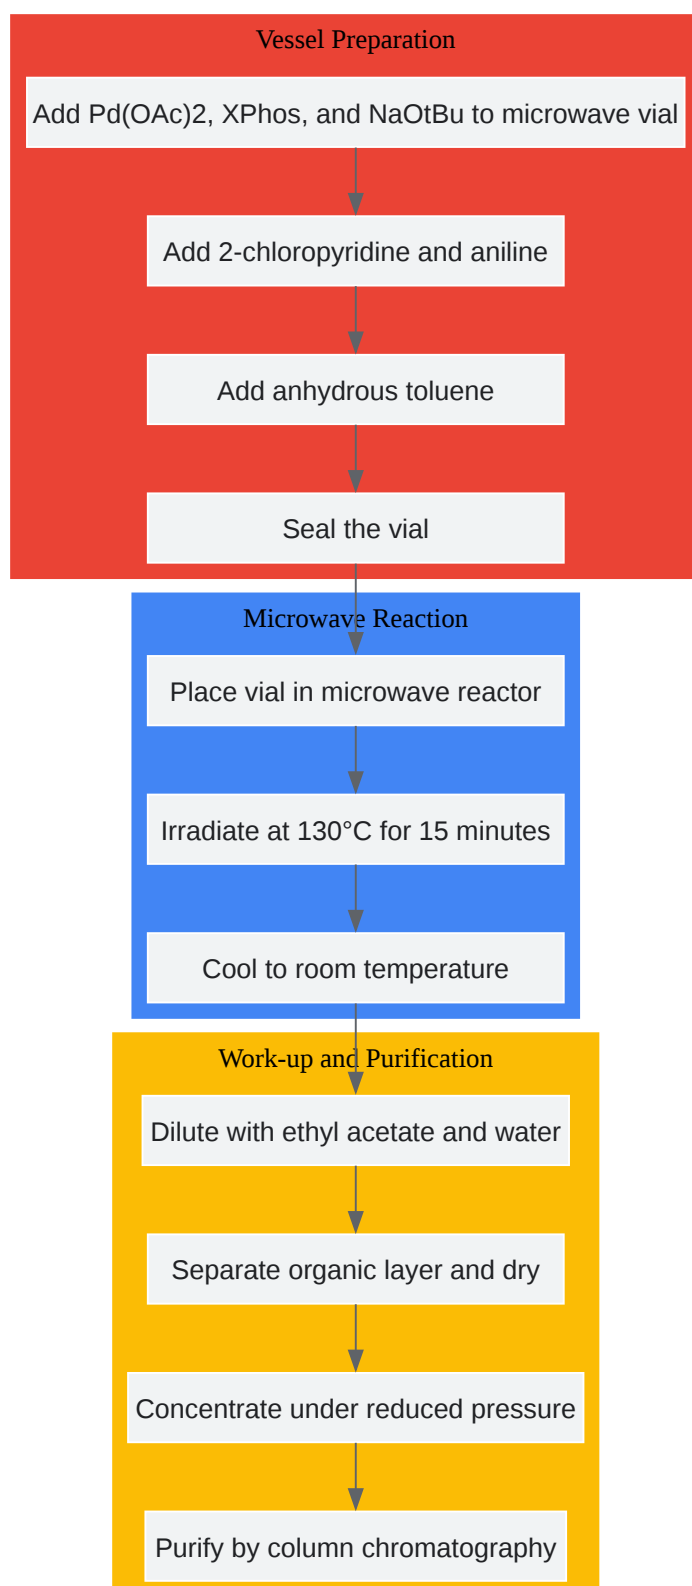 Vessel Preparation
Add Pd(OAc)2, XPhos, and NaOtBu to microwave vial
Add 2-chloropyridine and aniline
Add anhydrous toluene
Seal the vial
Microwave Reaction
Place vial in microwave reactor
Irradiate at 130°C for 15 minutes
Cool to room temperature
Work-up and Purification
Dilute with ethyl acetate and water
Separate organic layer and dry
Concentrate under reduced pressure
Purify by column chromatography